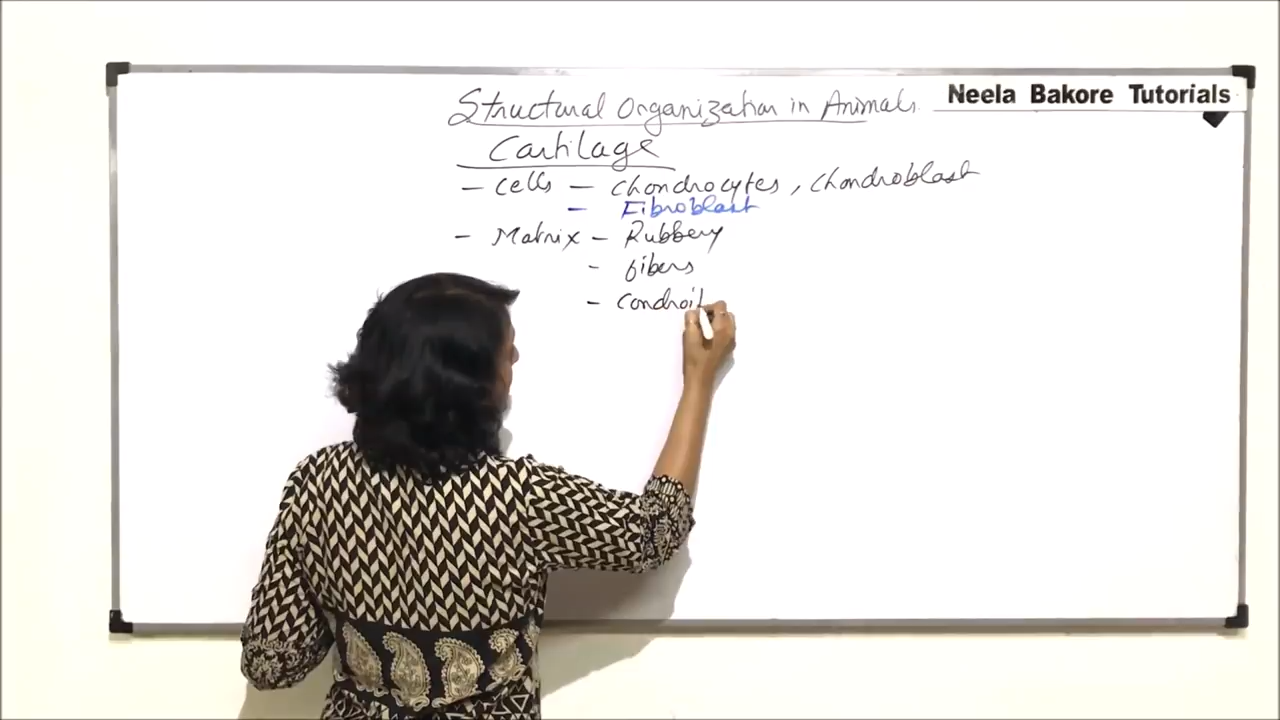 Structural Organization in Animals.
Neela Bakore Tutorials
Cartilage
- Cells - Chondrocytes, Chondroblast
- Fibroblast
- Matrix - Rubbery
- fibers
- Condroit